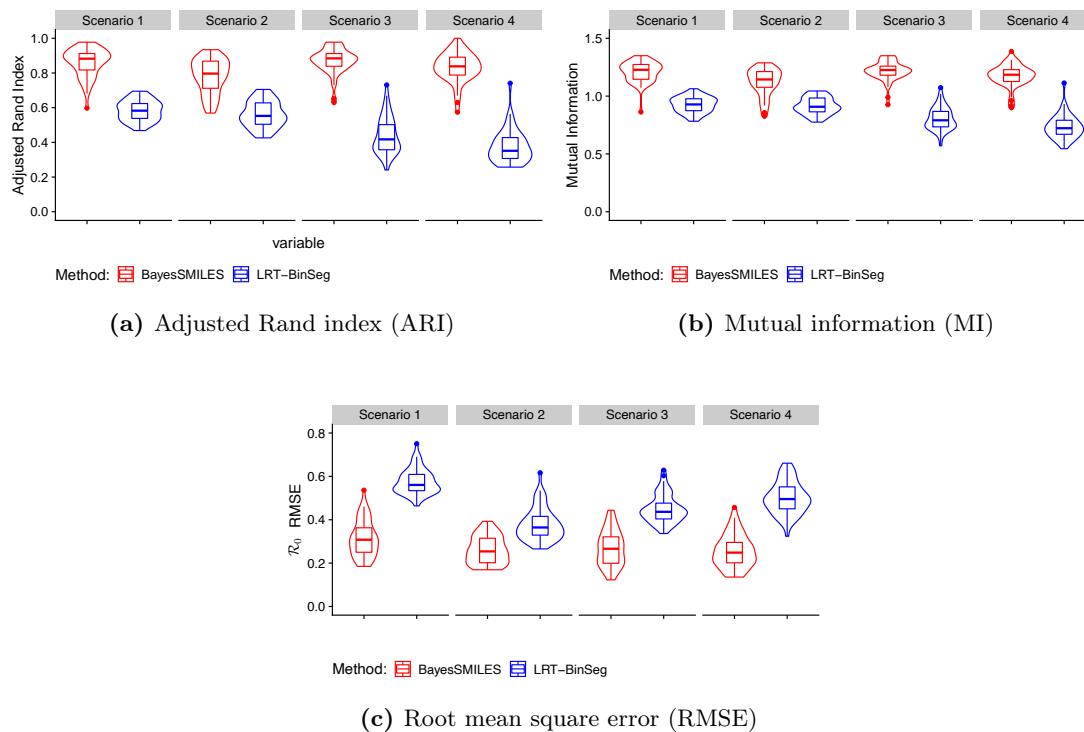 Scenario 1 Scenario 2 Scenario 3 Scenario 4
Adjusted Rand Index
1.0
0.8
0.6
0.4
0.2
0.0
variable
Method: BayesSMILES LRT−BinSeg
(a) Adjusted Rand index (ARI)
Scenario 1 Scenario 2 Scenario 3 Scenario 4
Mutual Information
1.5
1.0
0.5
0.0
Method: BayesSMILES LRT−BinSeg
(b) Mutual information (MI)
Scenario 1 Scenario 2 Scenario 3 Scenario 4
ℛ₀ RMSE
0.8
0.6
0.4
0.2
0.0
Method: BayesSMILES LRT−BinSeg
(c) Root mean square error (RMSE)